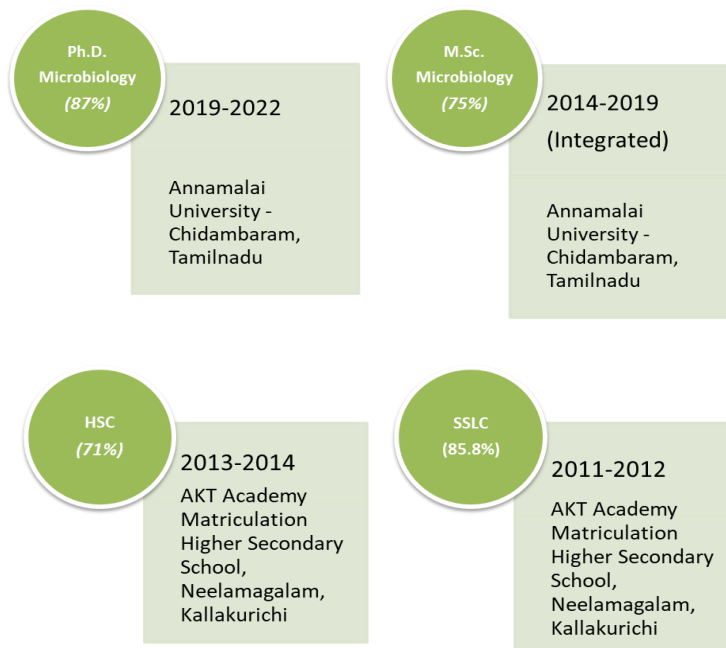 Ph.D.
Microbiology
(87%)
2019-2022
Annamalai
University -
Chidambaram,
Tamilnadu
M.Sc.
Microbiology
(75%)
2014-2019
(Integrated)
Annamalai
University -
Chidambaram,
Tamilnadu
HSC
(71%)
2013-2014
AKT Academy
Matriculation
Higher Secondary
School,
Neelamagalam,
Kallakurichi
SSLC
(85.8%)
2011-2012
AKT Academy
Matriculation
Higher Secondary
School,
Neelamagalam,
Kallakurichi